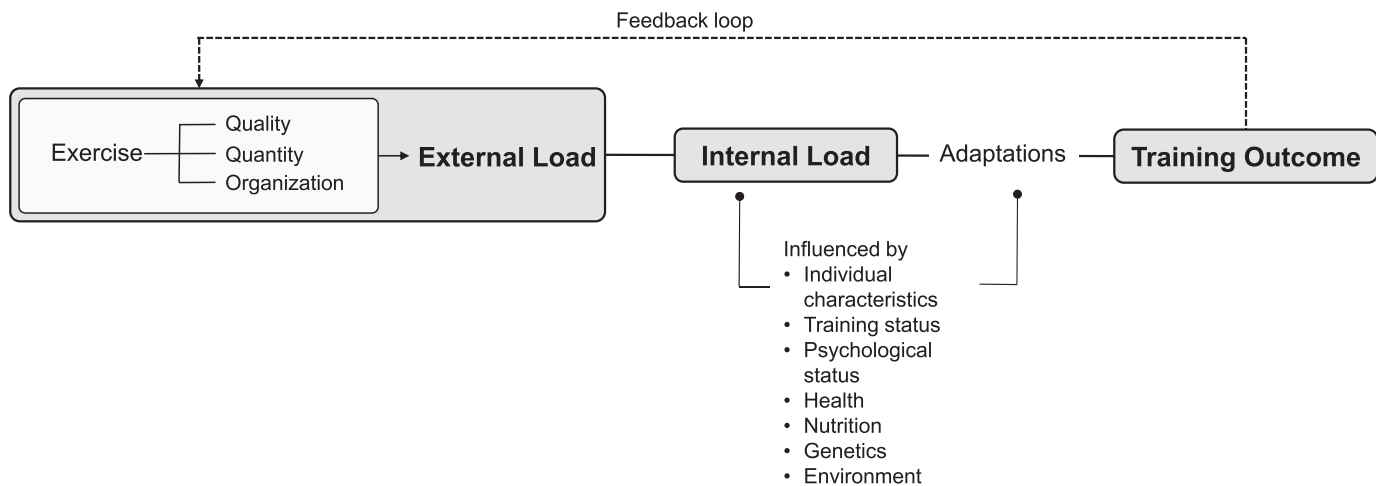 Feedback loop
Exercise
Quality
Quantity
Organization
External Load
Internal Load
Adaptations
Training Outcome
Influenced by
• Individual
characteristics
• Training status
• Psychological
status
• Health
• Nutrition
• Genetics
• Environment